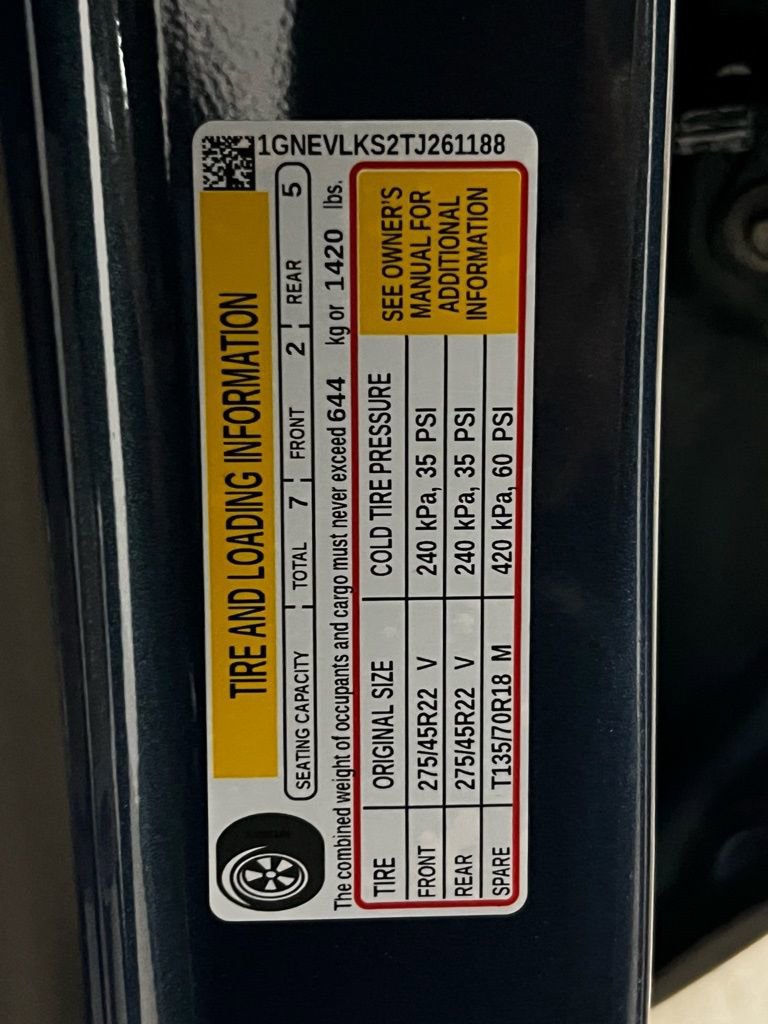 1GNEVLKS2TJ261188
TIRE AND LOADING INFORMATION
SEATING CAPACITY TOTAL 7 FRONT 2 REAR 5
The combined weight of occupants and cargo must never exceed 644 kg or 1420 lbs.
TIRE ORIGINAL SIZE COLD TIRE PRESSURE
FRONT 275/45R22 V 240 kPa, 35 PSI
REAR 275/45R22 V 240 kPa, 35 PSI
SPARE T135/70R18 M 420 kPa, 60 PSI
SEE OWNER'S
MANUAL FOR
ADDITIONAL
INFORMATION